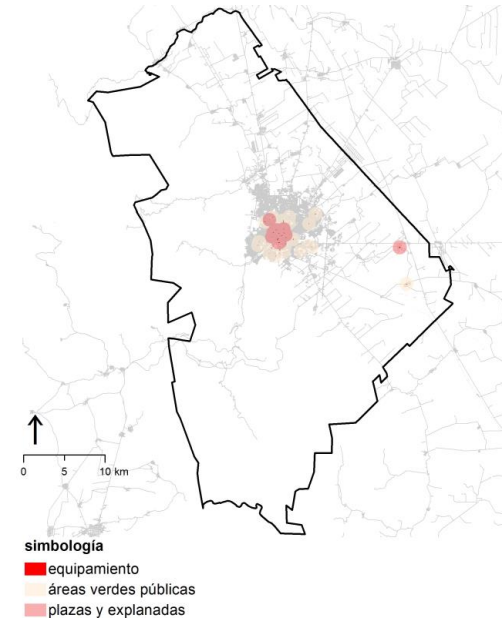 0 5 10 km
simbología
equipamiento
áreas verdes públicas
plazas y explanadas